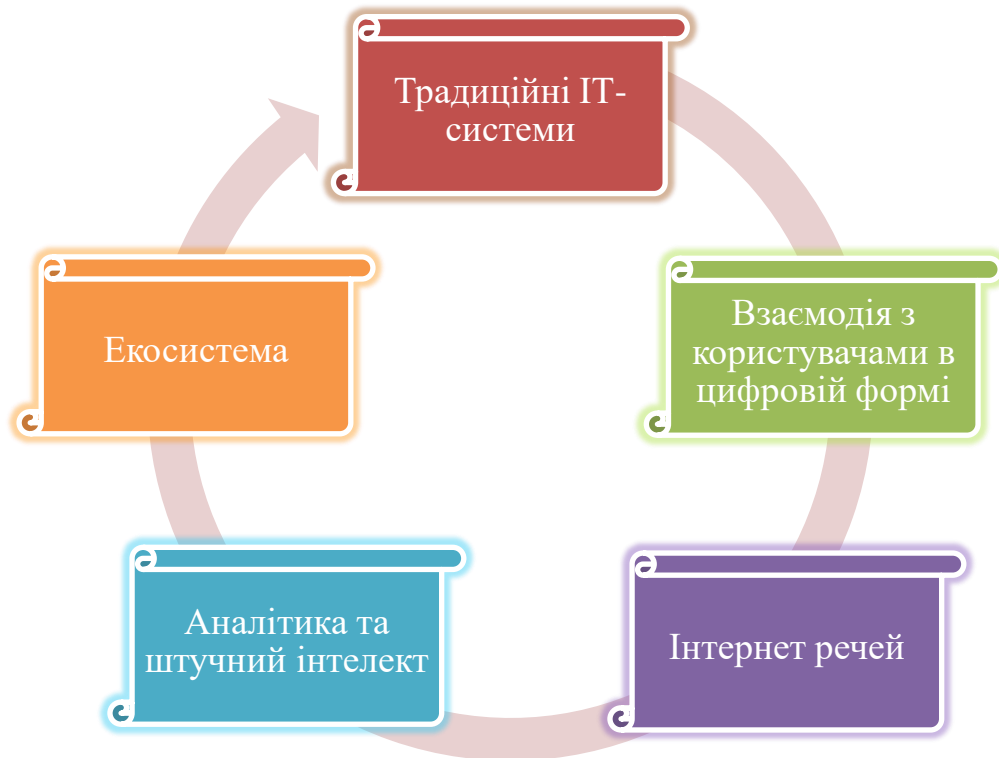 Традиційні ІТ-
системи
Взаємодія з
користувачами в
цифровій формі
Інтернет речей
Аналітика та
штучний інтелект
Екосистема